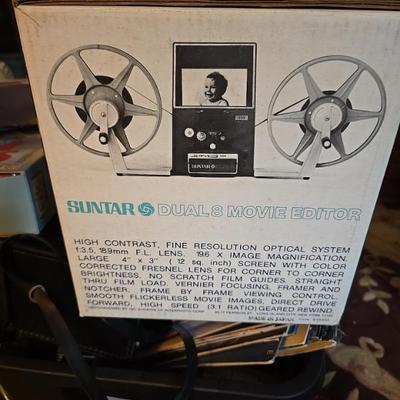 SUNTAR
SUNTAR DUAL 8 MOVIE EDITOR
HIGH CONTRAST, FINE RESOLUTION OPTICAL SYSTEM
f:3.5, 18.9mm F.L. LENS, 19.6 X IMAGE MAGNIFICATION.
LARGE 4" X 3" (12 sq. inch) SCREEN WITH COLOR
CORRECTED FRESNEL LENS FOR CORNER TO CORNER
BRIGHTNESS. NO SCRATCH FILM GUIDES. STRAIGHT
THRU FILM LOAD. VERNIER FOCUSING, FRAMER AND
NOTCHER, FRAME BY FRAME VIEWING CONTROL.
SMOOTH FLICKERLESS MOVIE IMAGES, DIRECT DRIVE
FORWARD, HIGH SPEED (3:1 RATIO) GEARED REWIND.
MADE IN JAPAN